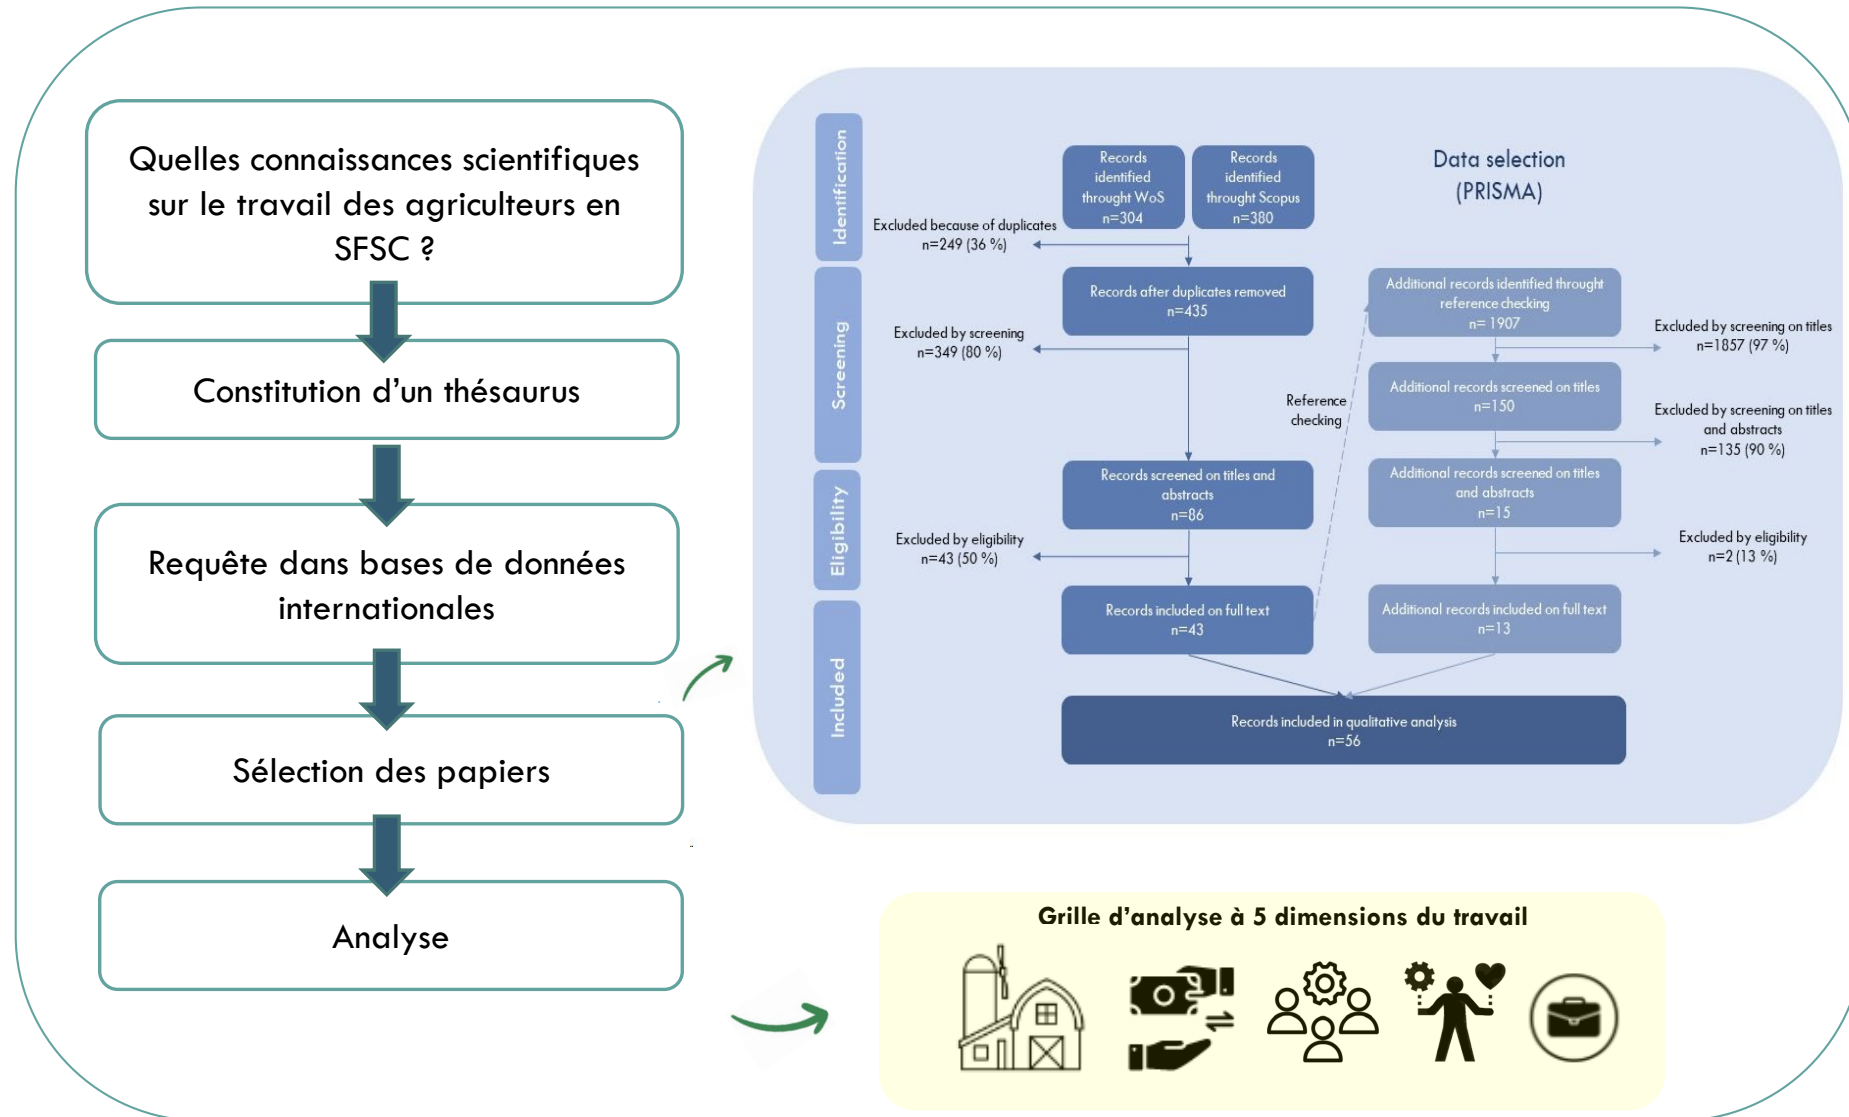 Quelles connaissances scientifiques
sur le travail des agriculteurs en
SFSC ?
Constitution d'un thésaurus
Requête dans bases de données
internationales
Sélection des papiers
Analyse
Identification
Screening
Eligibility
Included
Data selection
(PRISMA)
Records
identified
throught WoS
n=304
Records
identified
throught Scopus
n=380
Excluded because of duplicates
n=249 (36 %)
Records after duplicates removed
n=435
Excluded by screening
n=349 (80 %)
Records screened on titles and
abstracts
n=86
Excluded by eligibility
n=43 (50 %)
Records included on full text
n=43
Reference
checking
Additional records identified throught
reference checking
n= 1907
Excluded by screening on titles
n=1857 (97 %)
Additional records screened on titles
n=150
Excluded by screening on titles
and abstracts
n=135 (90 %)
Additional records screened on titles
and abstracts
n=15
Excluded by eligibility
n=2 (13 %)
Additional records included on full text
n=13
Records included in qualitative analysis
n=56
Grille d'analyse à 5 dimensions du travail